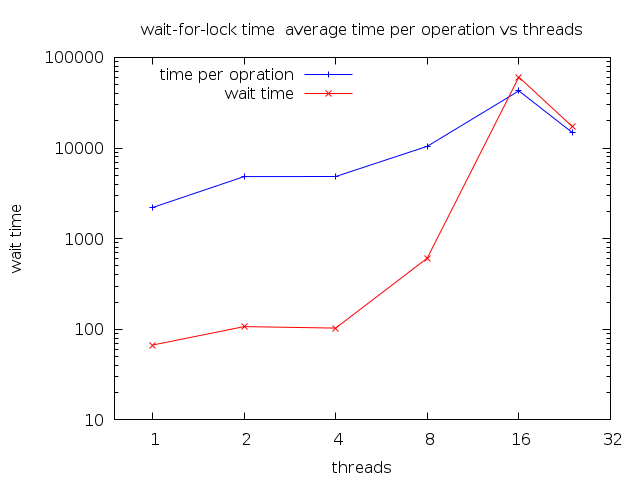 wait-for-lock time  average time per operation vs threads
100000
10000
1000
100
10
wait time
time per opration
wait time
1 2 4 8 16 32
threads